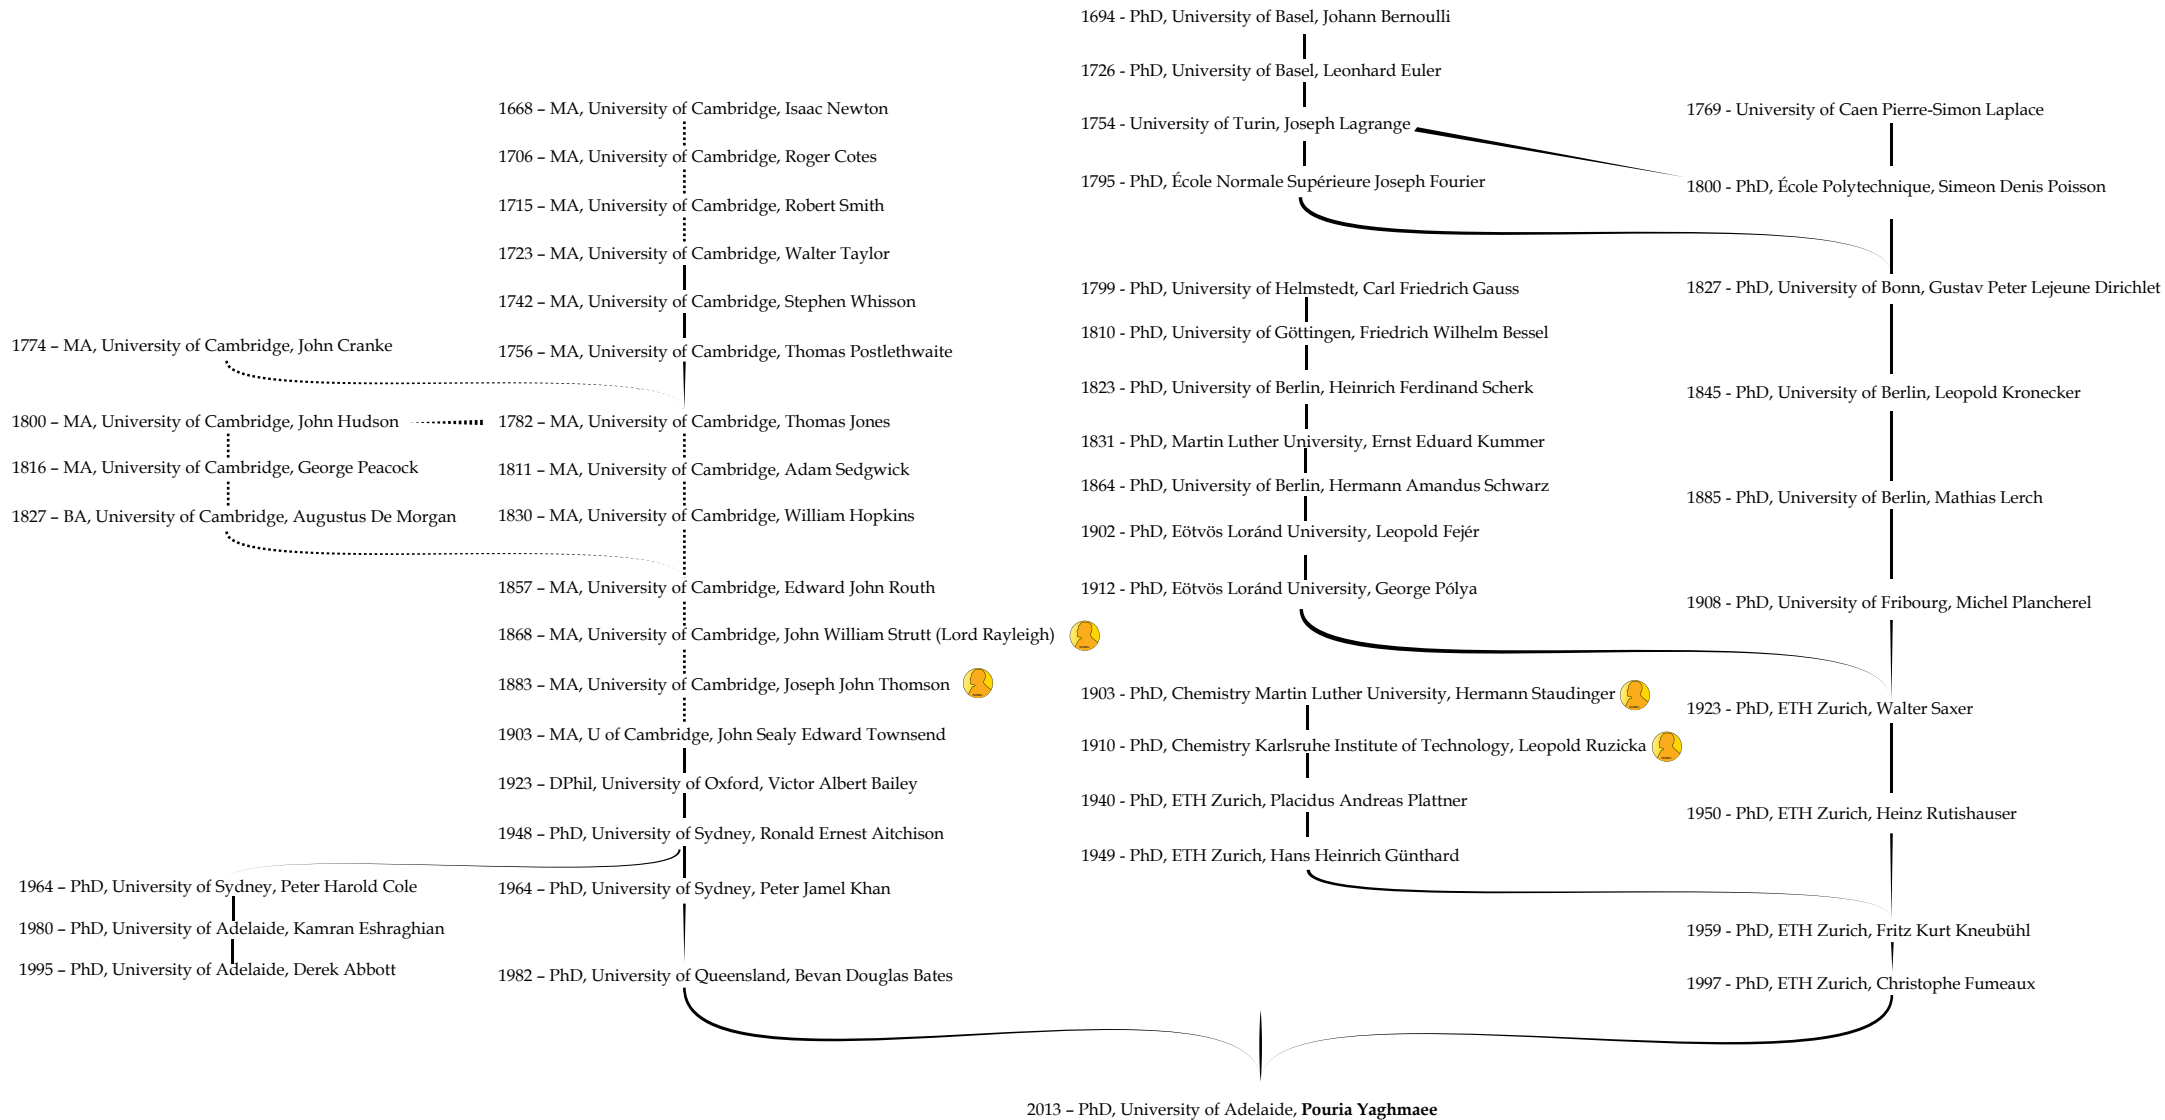 1694 - PhD, University of Basel, Johann Bernoulli
1726 - PhD, University of Basel, Leonhard Euler
1754 - University of Turin, Joseph Lagrange
1795 - PhD, École Normale Supérieure Joseph Fourier
1769 - University of Caen Pierre-Simon Laplace
1800 - PhD, École Polytechnique, Simeon Denis Poisson
1827 - PhD, University of Bonn, Gustav Peter Lejeune Dirichlet
1845 - PhD, University of Berlin, Leopold Kronecker
1885 - PhD, University of Berlin, Mathias Lerch
1908 - PhD, University of Fribourg, Michel Plancherel
1923 - PhD, ETH Zurich, Walter Saxer
1950 - PhD, ETH Zurich, Heinz Rutishauser
1959 - PhD, ETH Zurich, Fritz Kurt Kneubühl
1997 - PhD, ETH Zurich, Christophe Fumeaux
1799 - PhD, University of Helmstedt, Carl Friedrich Gauss
1810 - PhD, University of Göttingen, Friedrich Wilhelm Bessel
1823 - PhD, University of Berlin, Heinrich Ferdinand Scherk
1831 - PhD, Martin Luther University, Ernst Eduard Kummer
1864 - PhD, University of Berlin, Hermann Amandus Schwarz
1902 - PhD, Eötvös Loránd University, Leopold Fejér
1912 - PhD, Eötvös Loránd University, George Pólya
1903 - PhD, Chemistry Martin Luther University, Hermann Staudinger
1910 - PhD, Chemistry Karlsruhe Institute of Technology, Leopold Ruzicka
1940 - PhD, ETH Zurich, Placidus Andreas Plattner
1949 - PhD, ETH Zurich, Hans Heinrich Günthard
1668 – MA, University of Cambridge, Isaac Newton
1706 – MA, University of Cambridge, Roger Cotes
1715 – MA, University of Cambridge, Robert Smith
1723 – MA, University of Cambridge, Walter Taylor
1742 – MA, University of Cambridge, Stephen Whisson
1756 – MA, University of Cambridge, Thomas Postlethwaite
1782 – MA, University of Cambridge, Thomas Jones
1811 – MA, University of Cambridge, Adam Sedgwick
1830 – MA, University of Cambridge, William Hopkins
1857 – MA, University of Cambridge, Edward John Routh
1868 – MA, University of Cambridge, John William Strutt (Lord Rayleigh)
1883 – MA, University of Cambridge, Joseph John Thomson
1903 – MA, U of Cambridge, John Sealy Edward Townsend
1923 – DPhil, University of Oxford, Victor Albert Bailey
1948 – PhD, University of Sydney, Ronald Ernest Aitchison
1964 – PhD, University of Sydney, Peter Jamel Khan
1982 – PhD, University of Queensland, Bevan Douglas Bates
1774 – MA, University of Cambridge, John Cranke
1800 – MA, University of Cambridge, John Hudson
1816 – MA, University of Cambridge, George Peacock
1827 – BA, University of Cambridge, Augustus De Morgan
1964 – PhD, University of Sydney, Peter Harold Cole
1980 – PhD, University of Adelaide, Kamran Eshraghian
1995 – PhD, University of Adelaide, Derek Abbott
2013 – PhD, University of Adelaide, Pouria Yaghmaee